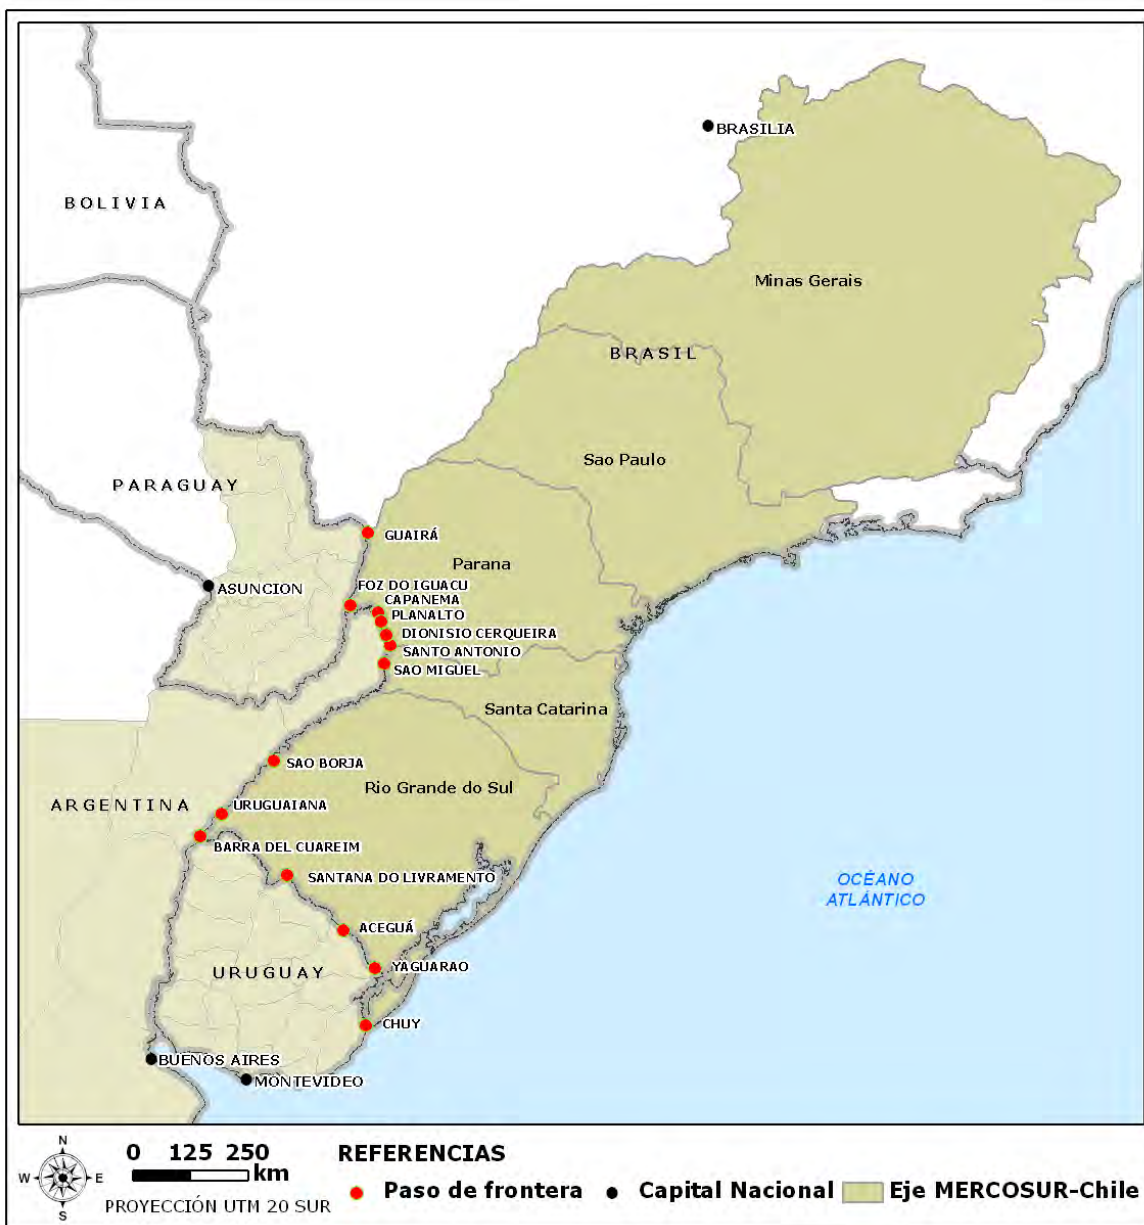 BRASILIA
BOLIVIA
Minas Gerais
BRASIL
Sao Paulo
PARAGUAY
GUAIRÁ
Parana
ASUNCION
FOZ DO IGUACU
CAPANEMA
PLANALTO
DIONISIO CERQUEIRA
SANTO ANTONIO
SAO MIGUEL
Santa Catarina
SAO BORJA
Rio Grande do Sul
ARGENTINA
URUGUAIANA
BARRA DEL CUAREIM
SANTANA DO LIVRAMENTO
OCÉANO
ATLÁNTICO
ACEGUÁ
YAGUARAO
URUGUAY
CHUY
BUENOS AIRES
MONTEVIDEO
N
W E
S
0 125 250
km
PROYECCIÓN UTM 20 SUR
REFERENCIAS
Paso de frontera Capital Nacional Eje MERCOSUR-Chile